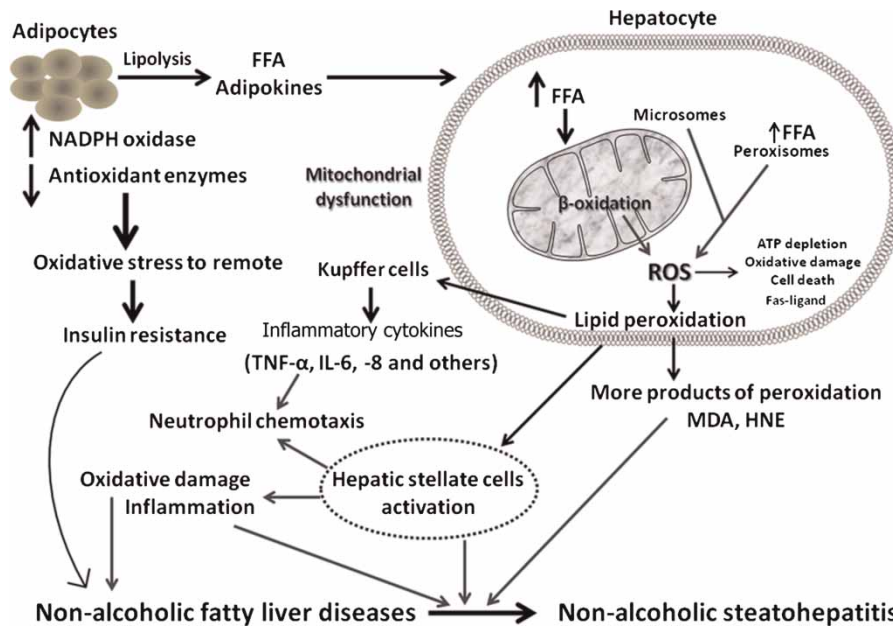 Adipocytes
Lipolysis
FFA
Adipokines
NADPH oxidase
Antioxidant enzymes
Oxidative stress to remote
Insulin resistance
Hepatocyte
FFA
Microsomes
FFA
Peroxisomes
Mitochondrial
dysfunction
β-oxidation
ROS
ATP depletion
Oxidative damage
Cell death
Fas-ligand
Kupffer cells
Lipid peroxidation
Inflammatory cytokines
(TNF-α, IL-6, -8 and others)
More products of peroxidation
MDA, HNE
Neutrophil chemotaxis
Hepatic stellate cells
activation
Oxidative damage
Inflammation
Non-alcoholic fatty liver diseases
Non-alcoholic steatohepatitis